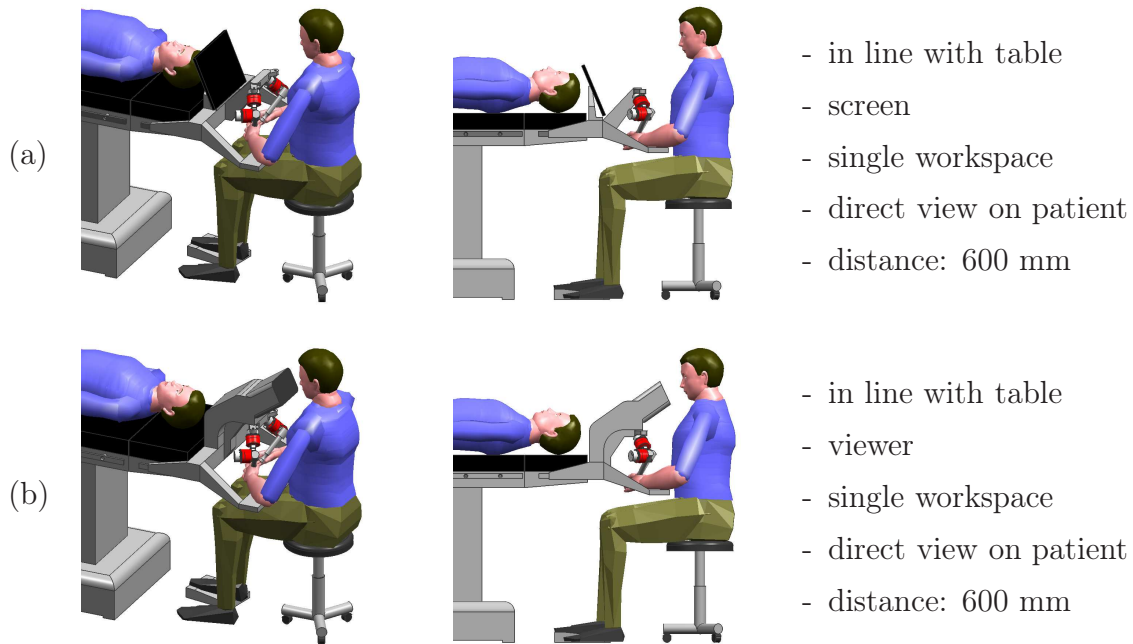 (a)
- in line with table
- screen
- single workspace
- direct view on patient
- distance: 600 mm
(b)
- in line with table
- viewer
- single workspace
- direct view on patient
- distance: 600 mm